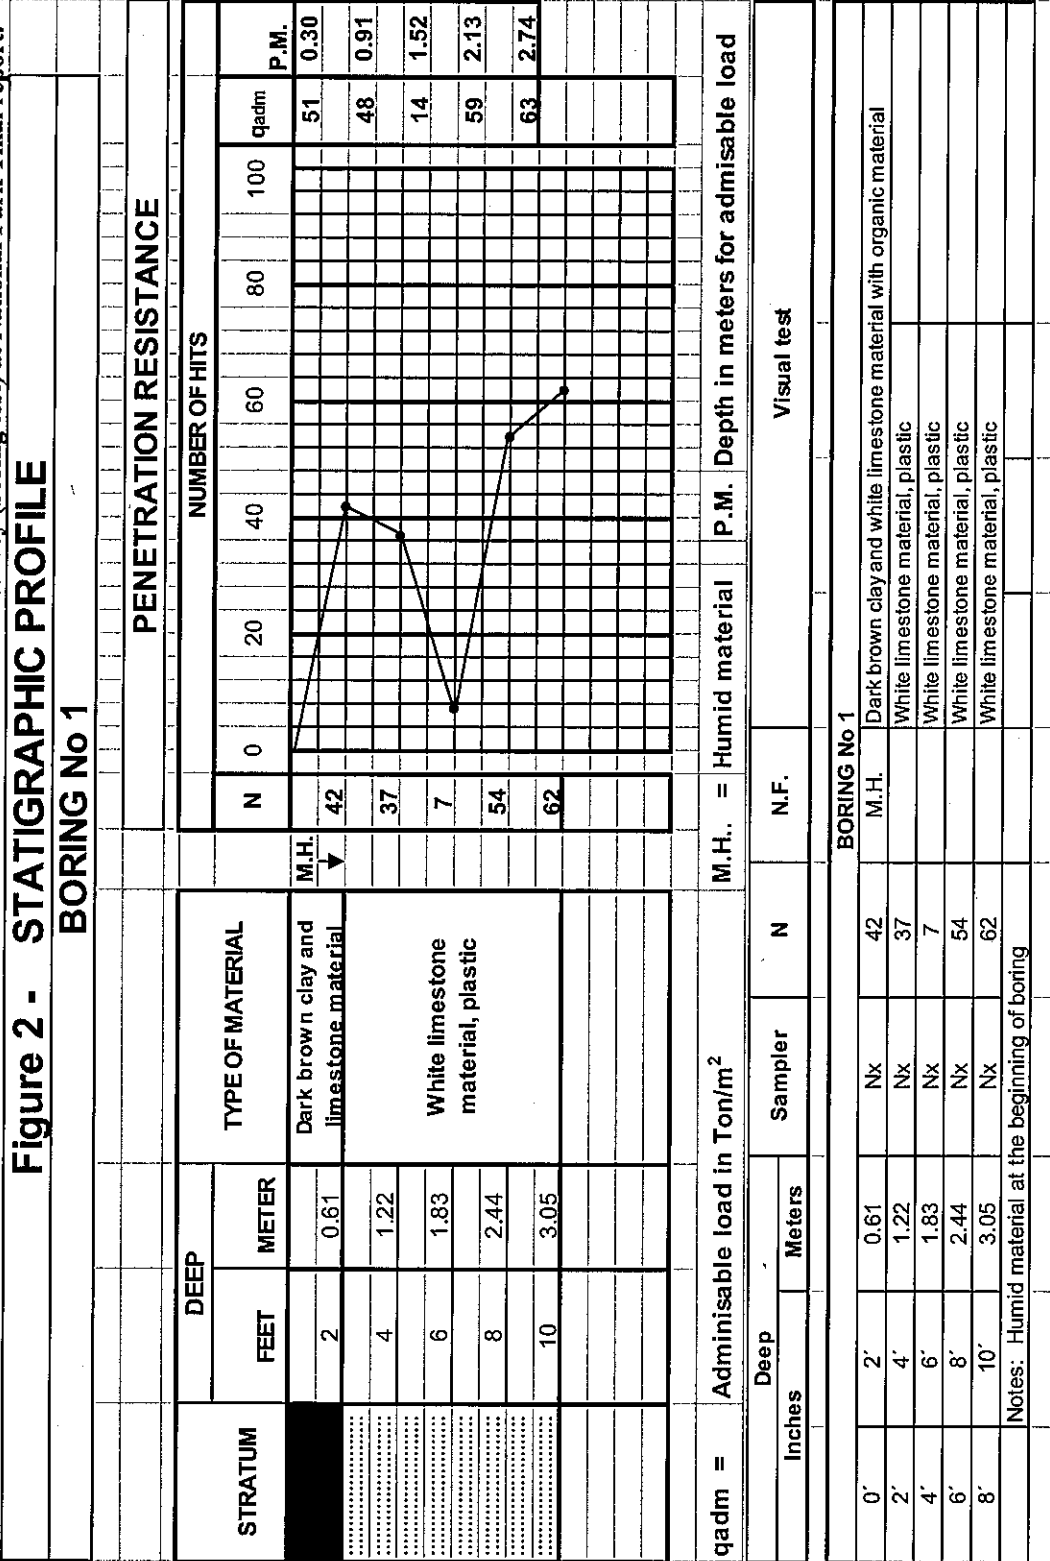 Figure 2 - STATIGRAPHIC PROFILE
BORING No 1
PENETRATION RESISTANCE
STRATUM DEEP TYPE OF MATERIAL NUMBER OF HITS
FEET METER N 0 20 40 60 80 100 qadm P.M.
2 0.61 Dark brown clay and limestone material M.H. 42 51 0.30
4 1.22 37 48 0.91
6 1.83 White limestone material, plastic 7 14 1.52
8 2.44 54 59 2.13
10 3.05 62 63 2.74
qadm = Adminisable load in Ton/m² M.H.. = Humid material P.M. Depth in meters for admisable load
Deep Sampler N N.F. Visual test
Inches Meters
BORING No 1
0´ 2´ 0.61 Nx 42 M.H. Dark brown clay and white limestone material with organic material
2´ 4´ 1.22 Nx 37 White limestone material, plastic
4´ 6´ 1.83 Nx 7 White limestone material, plastic
6´ 8´ 2.44 Nx 54 White limestone material, plastic
8´ 10´ 3.05 Nx 62 White limestone material, plastic
Notes: Humid material at the beginning of boring